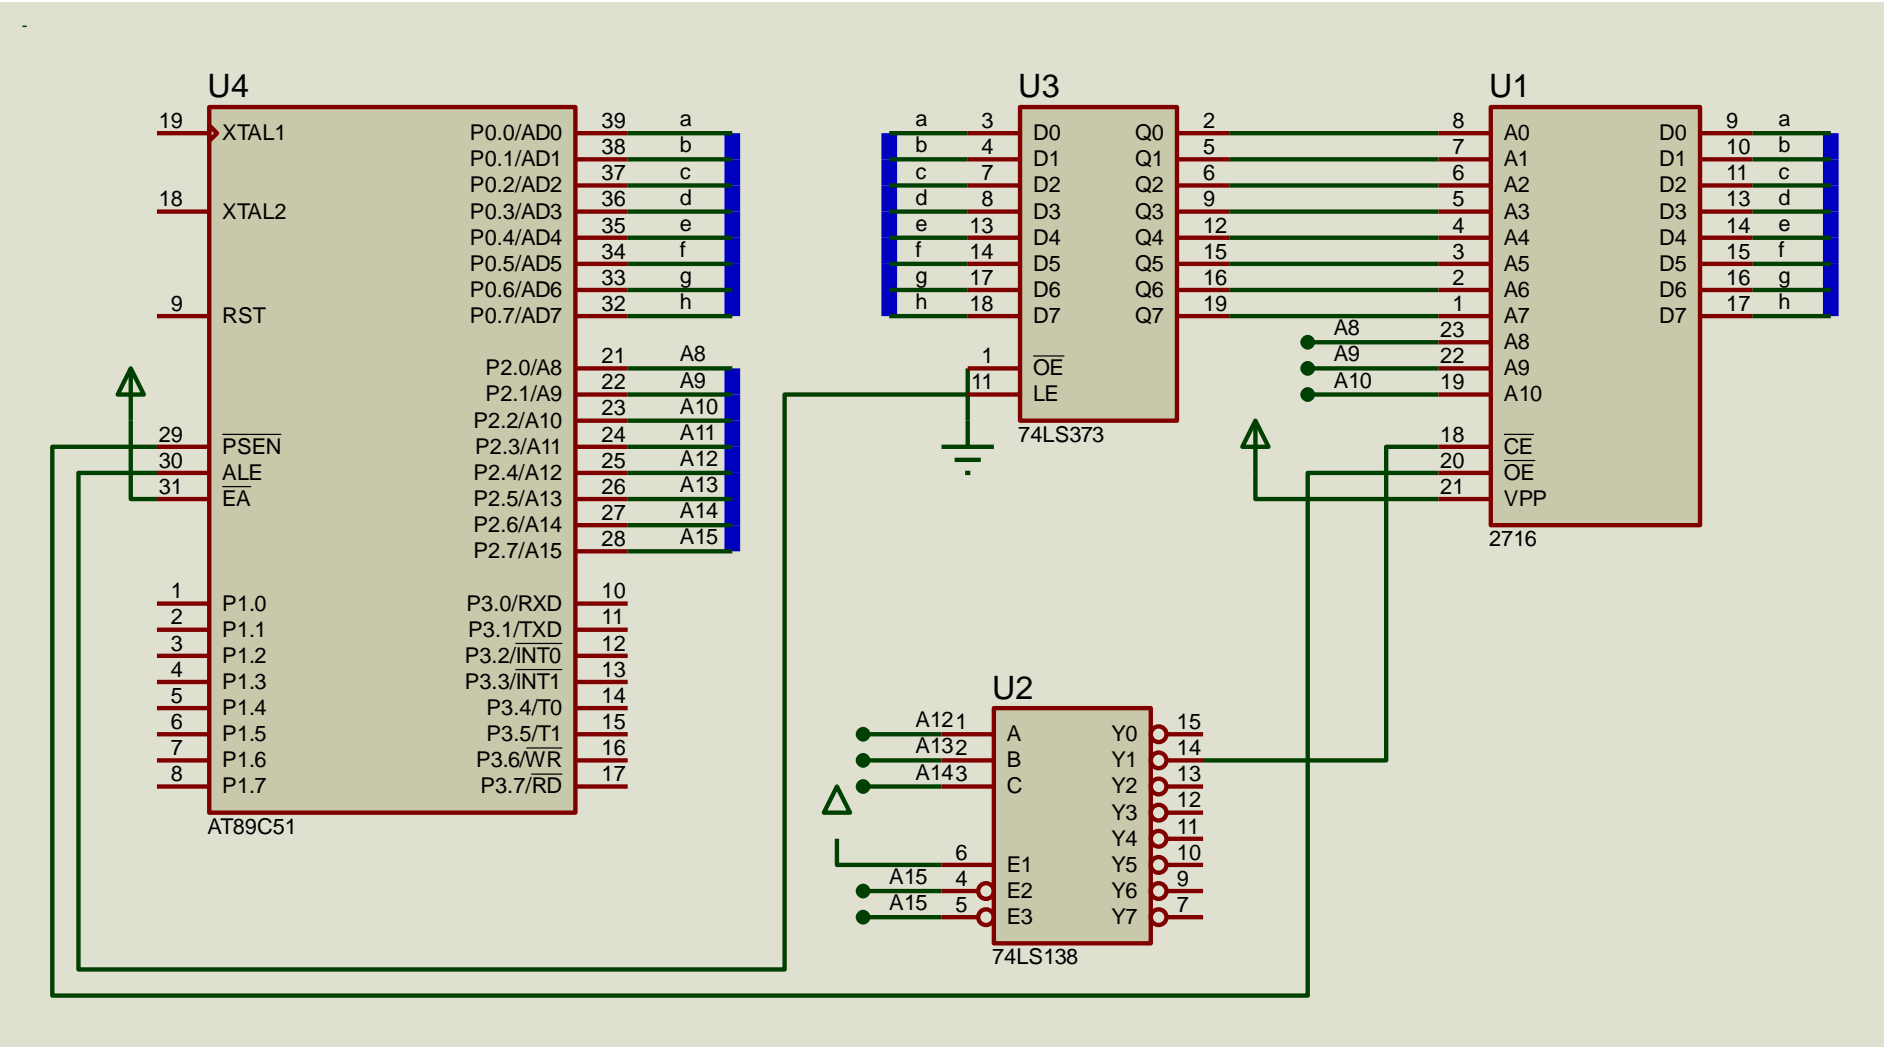 U4
19 XTAL1
18 XTAL2
9 RST
29 PSEN
30 ALE
31 EA
1 P1.0
2 P1.1
3 P1.2
4 P1.3
5 P1.4
6 P1.5
7 P1.6
8 P1.7
P0.0/AD0 39 a
P0.1/AD1 38 b
P0.2/AD2 37 c
P0.3/AD3 36 d
P0.4/AD4 35 e
P0.5/AD5 34 f
P0.6/AD6 33 g
P0.7/AD7 32 h
P2.0/A8 21 A8
P2.1/A9 22 A9
P2.2/A10 23 A10
P2.3/A11 24 A11
P2.4/A12 25 A12
P2.5/A13 26 A13
P2.6/A14 27 A14
P2.7/A15 28 A15
P3.0/RXD 10
P3.1/TXD 11
P3.2/INT0 12
P3.3/INT1 13
P3.4/T0 14
P3.5/T1 15
P3.6/WR 16
P3.7/RD 17
AT89C51
U3
a 3 D0 Q0 2
b 4 D1 Q1 5
c 7 D2 Q2 6
d 8 D3 Q3 9
e 13 D4 Q4 12
f 14 D5 Q5 15
g 17 D6 Q6 16
h 18 D7 Q7 19
1 OE
11 LE
74LS373
U1
8 A0 D0 9 a
7 A1 D1 10 b
6 A2 D2 11 c
5 A3 D3 13 d
4 A4 D4 14 e
3 A5 D5 15 f
2 A6 D6 16 g
1 A7 D7 17 h
A8 23 A8
A9 22 A9
A10 19 A10
18 CE
20 OE
21 VPP
2716
U2
A12 1 A Y0 15
A13 2 B Y1 14
A14 3 C Y2 13
Y3 12
Y4 11
6 E1 Y5 10
A15 4 E2 Y6 9
A15 5 E3 Y7 7
74LS138